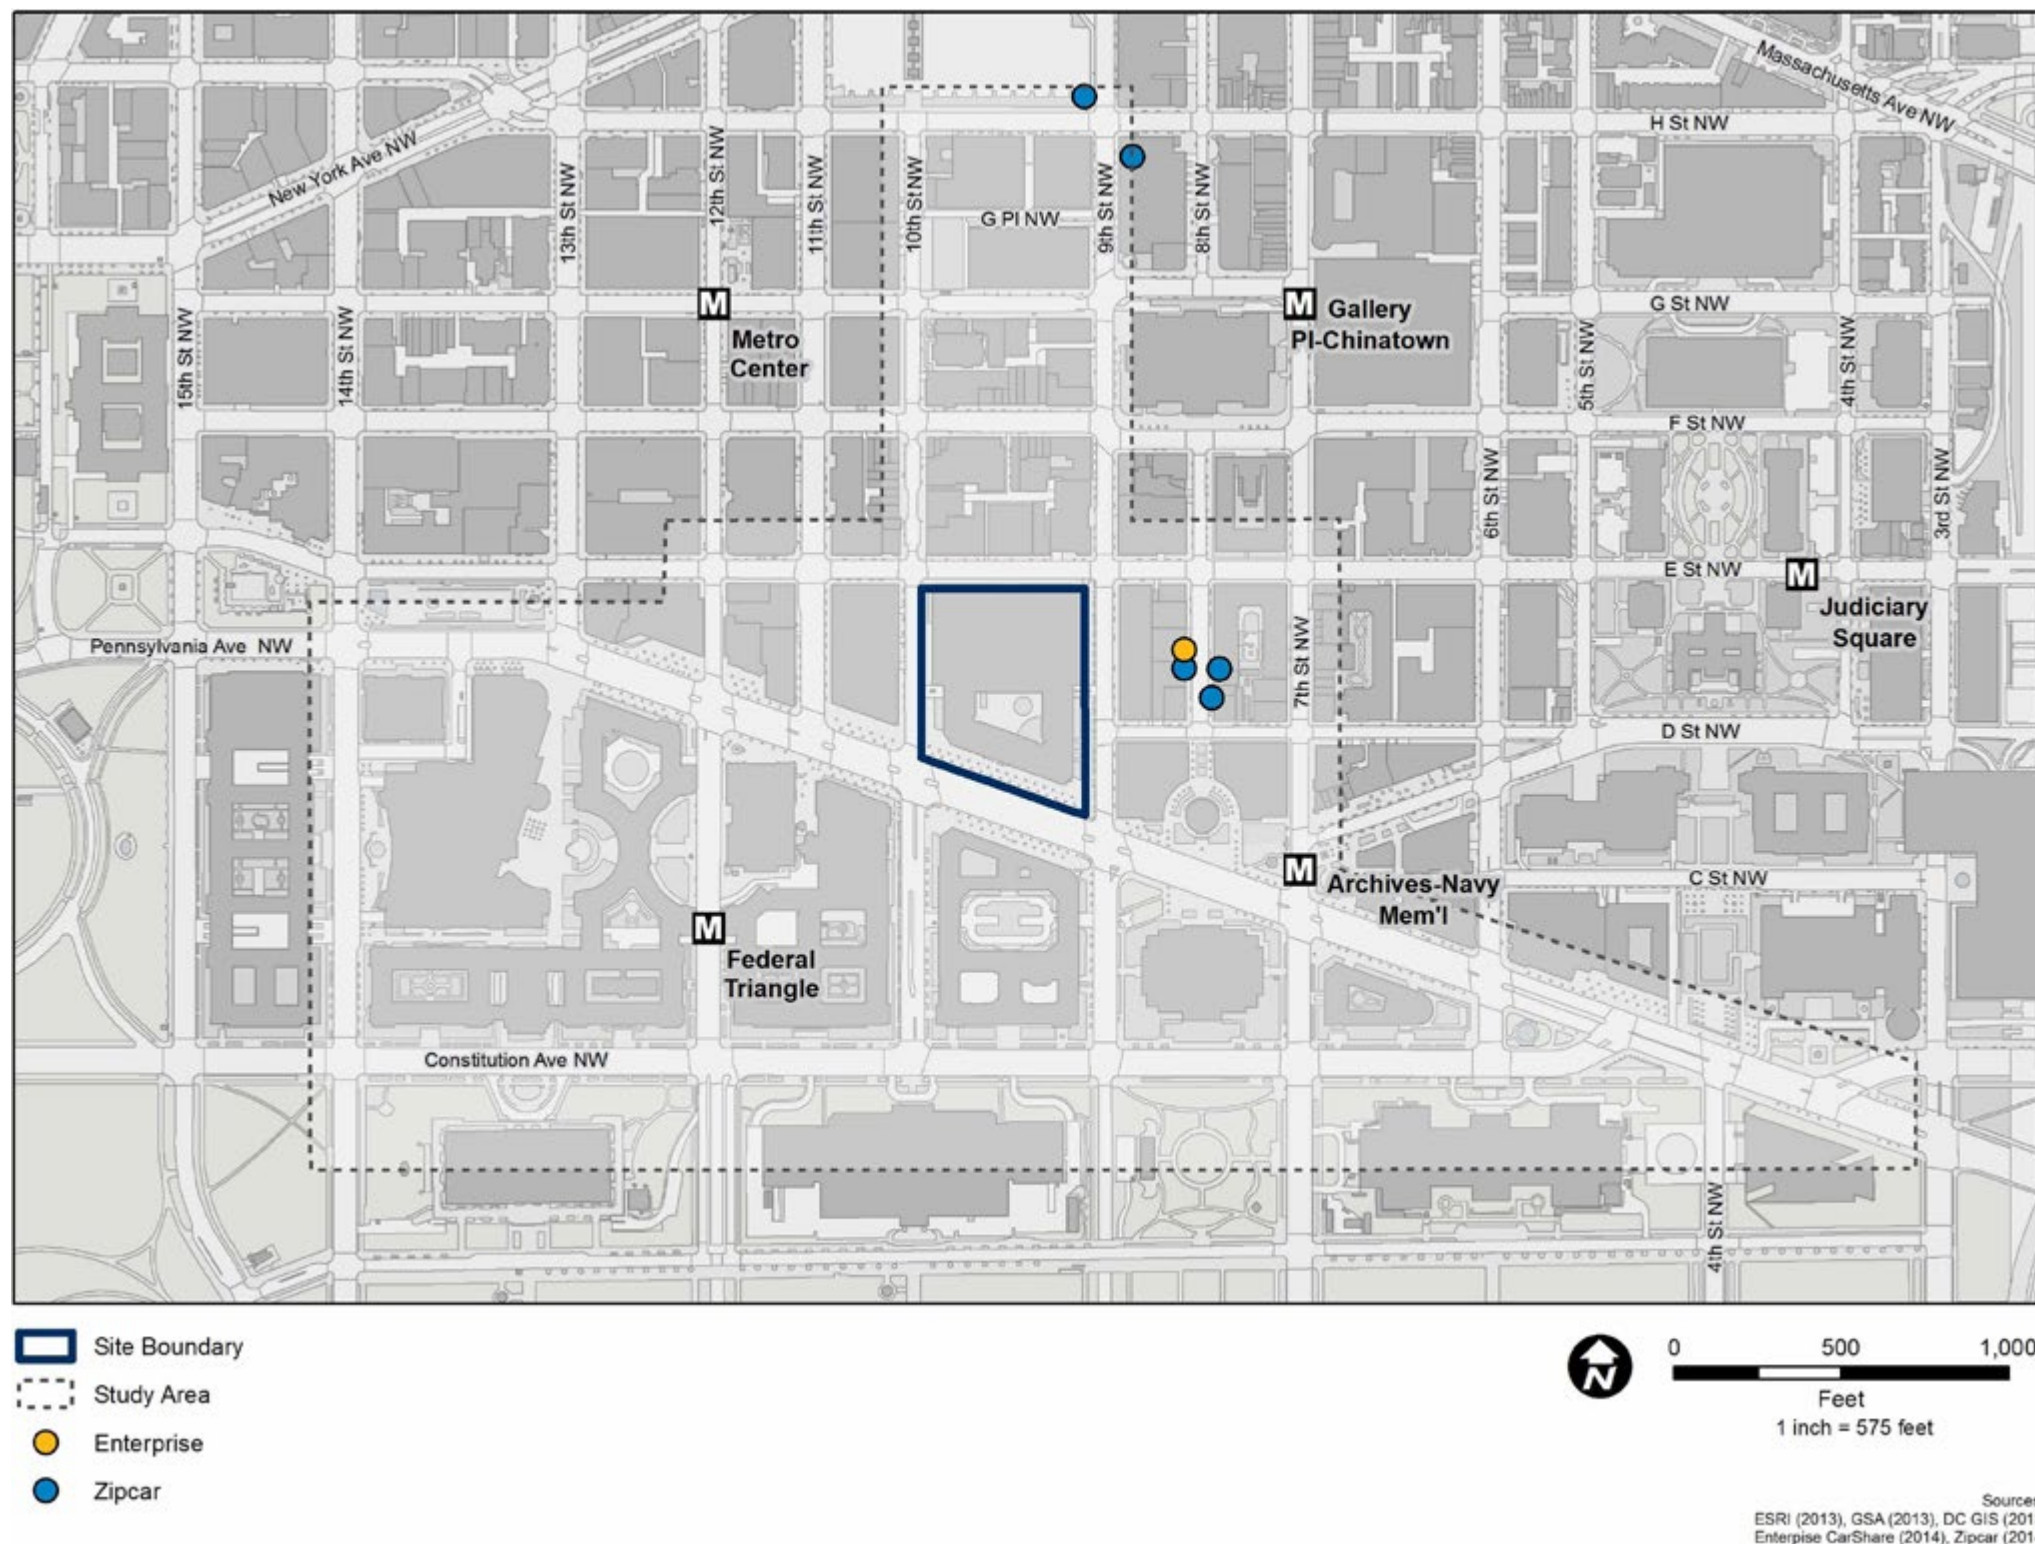 Massachusetts Ave NW
H St NW
New York Ave NW
13th St NW
12th St NW
11th St NW
10th St NW
G Pl NW
9th St NW
8th St NW
G St NW
15th St NW
14th St NW
Metro
Center
Gallery
Pl-Chinatown
5th St NW
4th St NW
F St NW
6th St NW
3rd St NW
E St NW
Judiciary
Square
Pennsylvania Ave NW
7th St NW
D St NW
C St NW
Archives-Navy
Mem'l
Federal
Triangle
Constitution Ave NW
4th St NW
M
M
M
M
M
Site Boundary
Study Area
Enterprise
Zipcar
N
0 500 1,000
Feet
1 inch = 575 feet
Sources
ESRI (2013), GSA (2013), DC GIS (201
Enterpise CarShare (2014), Zipcar (201